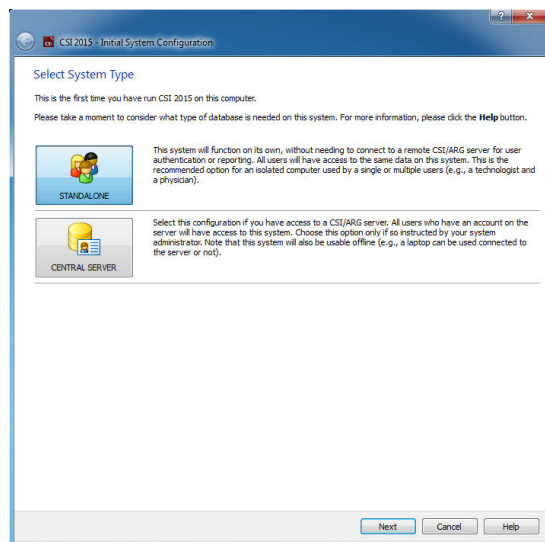 CSI 2015 - Initial System Configuration
Select System Type
This is the first time you have run CSI 2015 on this computer.
Please take a moment to consider what type of database is needed on this system. For more information, please click the Help button.
STANDALONE
This system will function on its own, without needing to connect to a remote CSI/ARG server for user
authentication or reporting. All users will have access to the same data on this system. This is the
recommended option for an isolated computer used by a single or multiple users (e.g., a technologist and
a physician).
CENTRAL SERVER
Select this configuration if you have access to a CSI/ARG server. All users who have an account on the
server will have access to this system. Choose this option only if so instructed by your system
administrator. Note that this system will also be usable offline (e.g., a laptop can be used connected to
the server or not).
Next Cancel Help